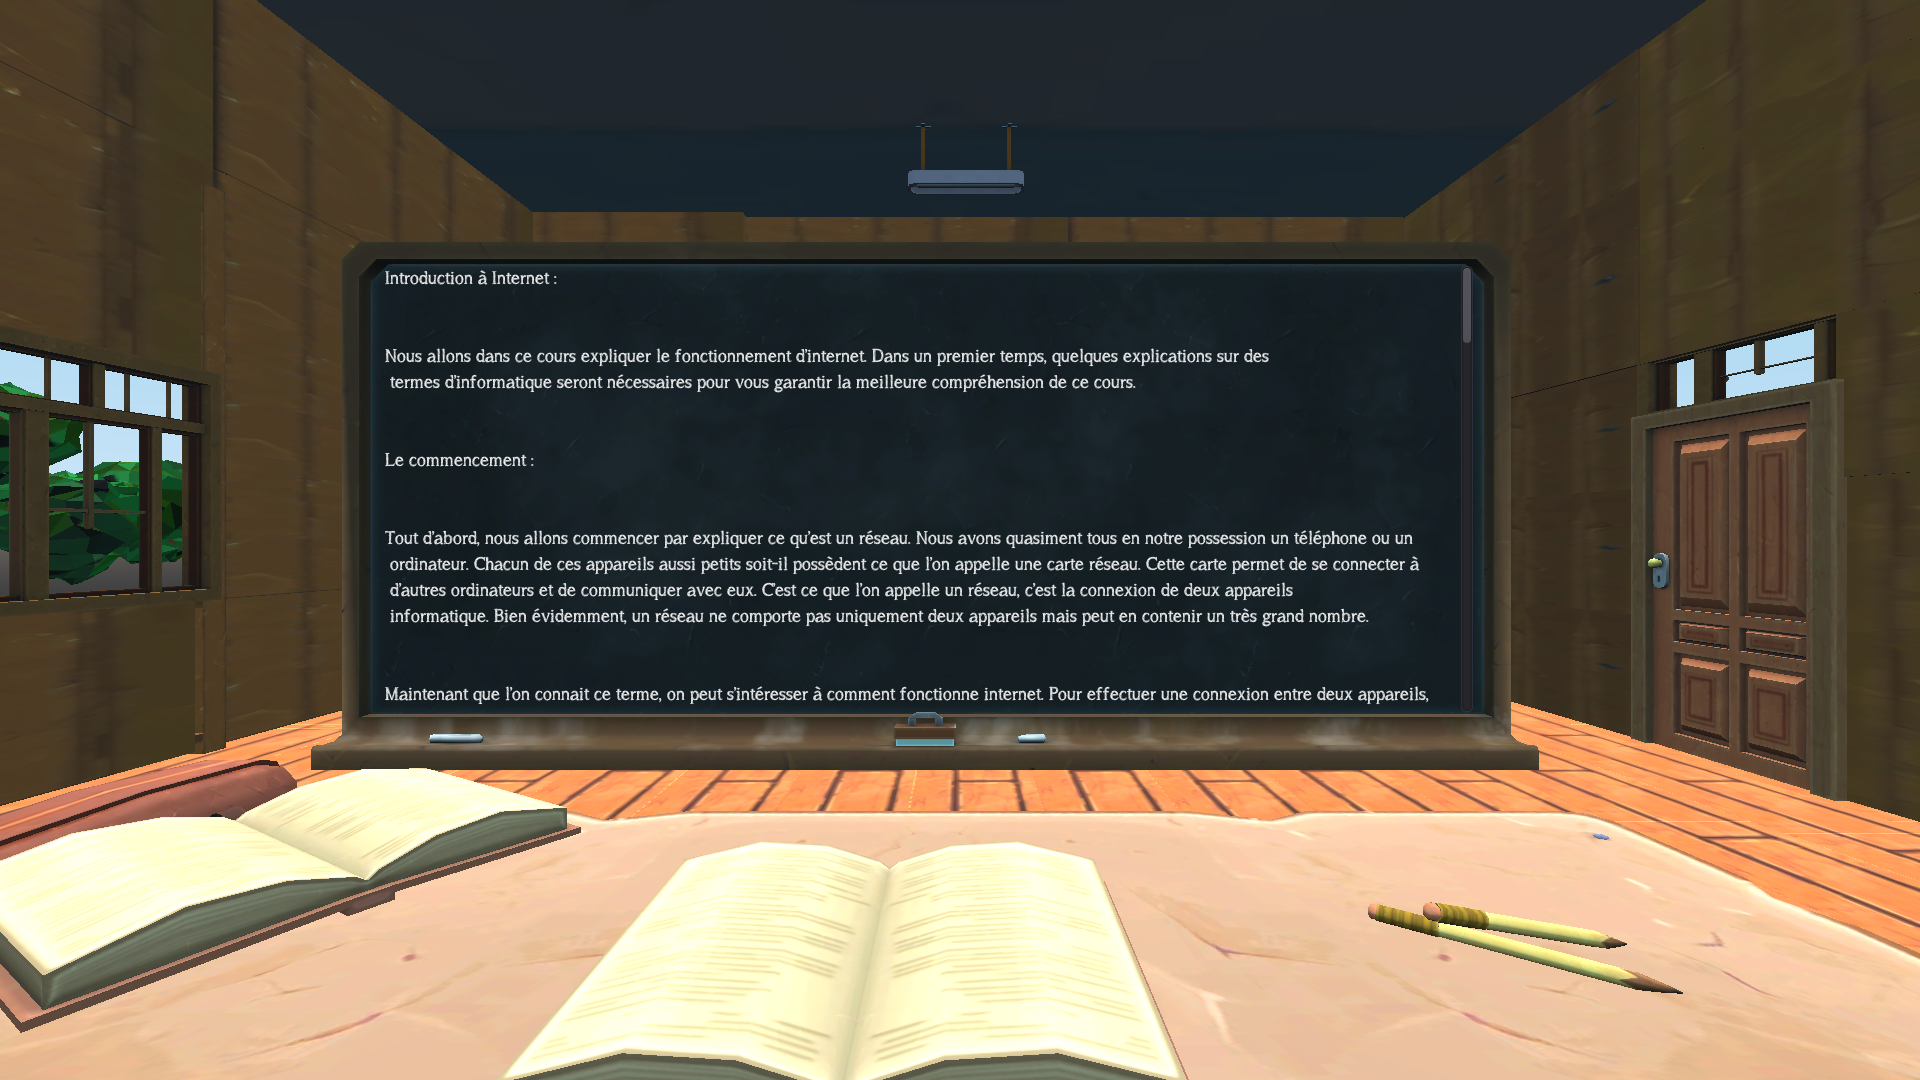 Introduction à Internet :
Nous allons dans ce cours expliquer le fonctionnement d'internet. Dans un premier temps, quelques explications sur des
termes d'informatique seront nécessaires pour vous garantir la meilleure compréhension de ce cours.
Le commencement :
Tout d'abord, nous allons commencer par expliquer ce qu'est un réseau. Nous avons quasiment tous en notre possession un téléphone ou un
ordinateur. Chacun de ces appareils aussi petits soit-il possèdent ce que l'on appelle une carte réseau. Cette carte permet de se connecter à
d'autres ordinateurs et de communiquer avec eux. C'est ce que l'on appelle un réseau, c'est la connexion de deux appareils
informatique. Bien évidemment, un réseau ne comporte pas uniquement deux appareils mais peut en contenir un très grand nombre.
Maintenant que l'on connait ce terme, on peut s'intéresser à comment fonctionne internet. Pour effectuer une connexion entre deux appareils,